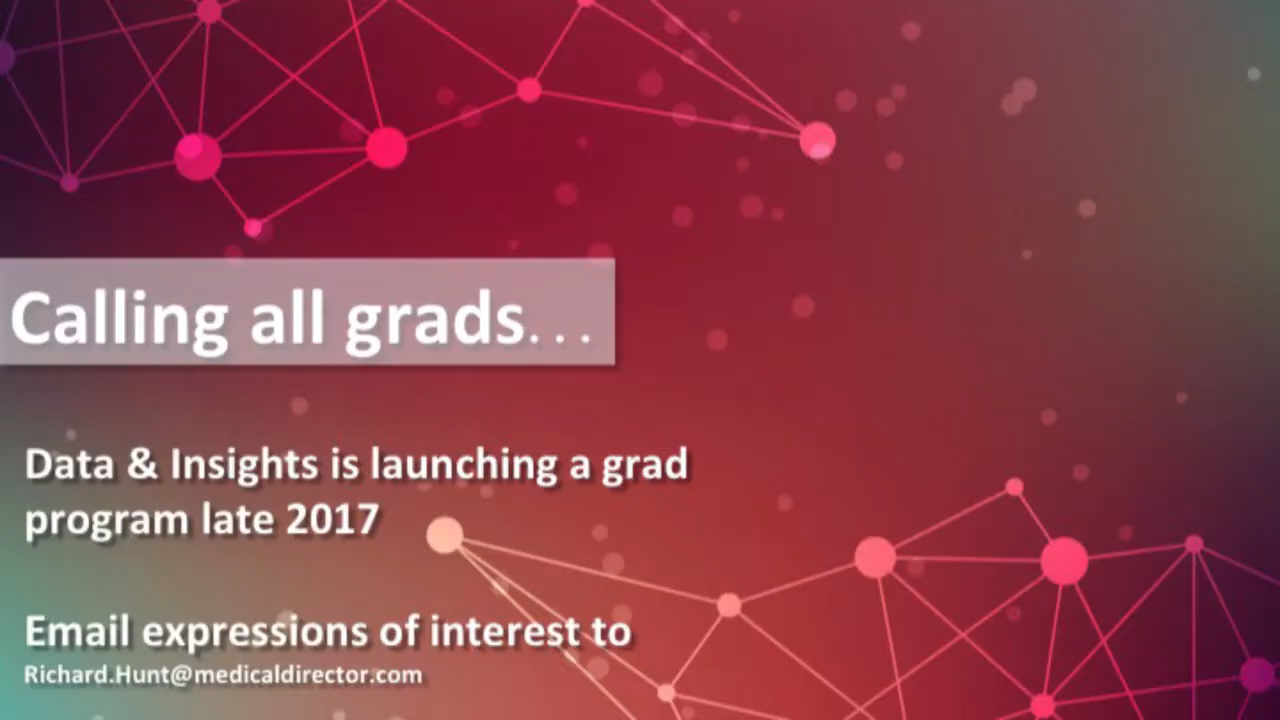 Calling all grads...
Data & Insights is launching a grad
program late 2017
Email expressions of interest to
Richard.Hunt@medicaldirector.com